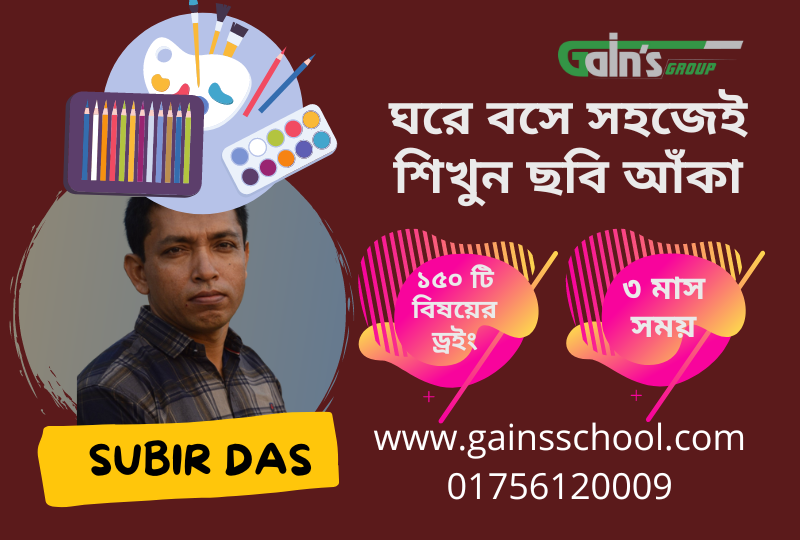 Gain's GROUP
ঘরে বসে সহজেই
শিখুন ছবি আঁকা
১৫০ টি
বিষয়ের
ড্রইং
৩ মাস
সময়
SUBIR DAS
www.gainsschool.com
01756120009